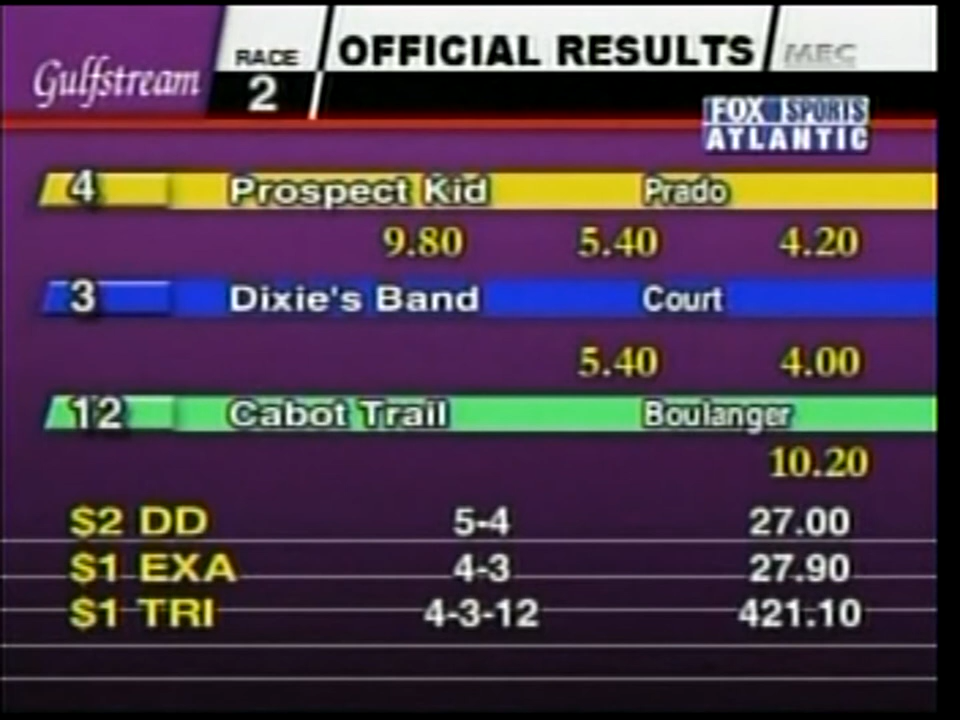 Gulfstream
RACE
2
OFFICIAL RESULTS
MEC
FOX SPORTS
ATLANTIC
4 Prospect Kid Prado
9.80 5.40 4.20
3 Dixie's Band Court
5.40 4.00
12 Cabot Trail Boulanger
10.20
$2 DD 5-4 27.00
$1 EXA 4-3 27.90
$1 TRI 4-3-12 421.10